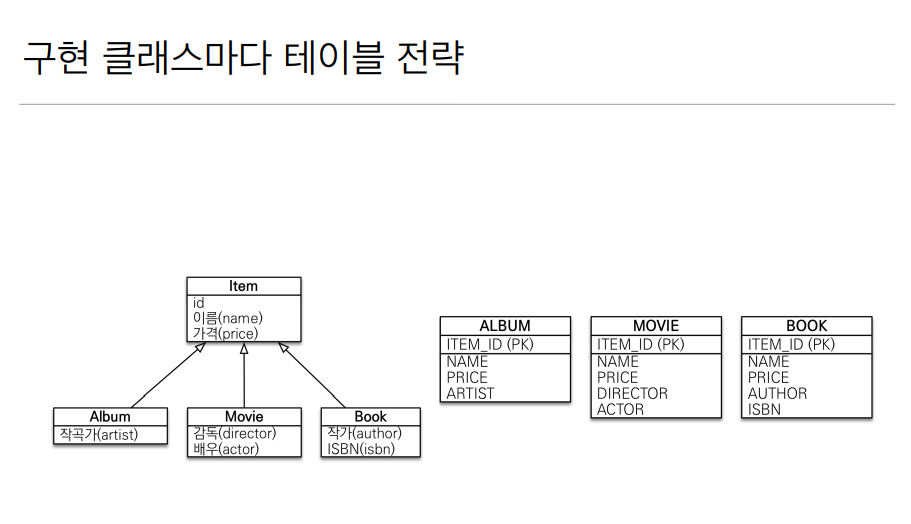 구현 클래스마다 테이블 전략
Item
id
이름(name)
가격(price)
Album
작곡가(artist)
Movie
감독(director)
배우(actor)
Book
작가(author)
ISBN(isbn)
ALBUM
ITEM_ID (PK)
NAME
PRICE
ARTIST
MOVIE
ITEM_ID (PK)
NAME
PRICE
DIRECTOR
ACTOR
BOOK
ITEM_ID (PK)
NAME
PRICE
AUTHOR
ISBN